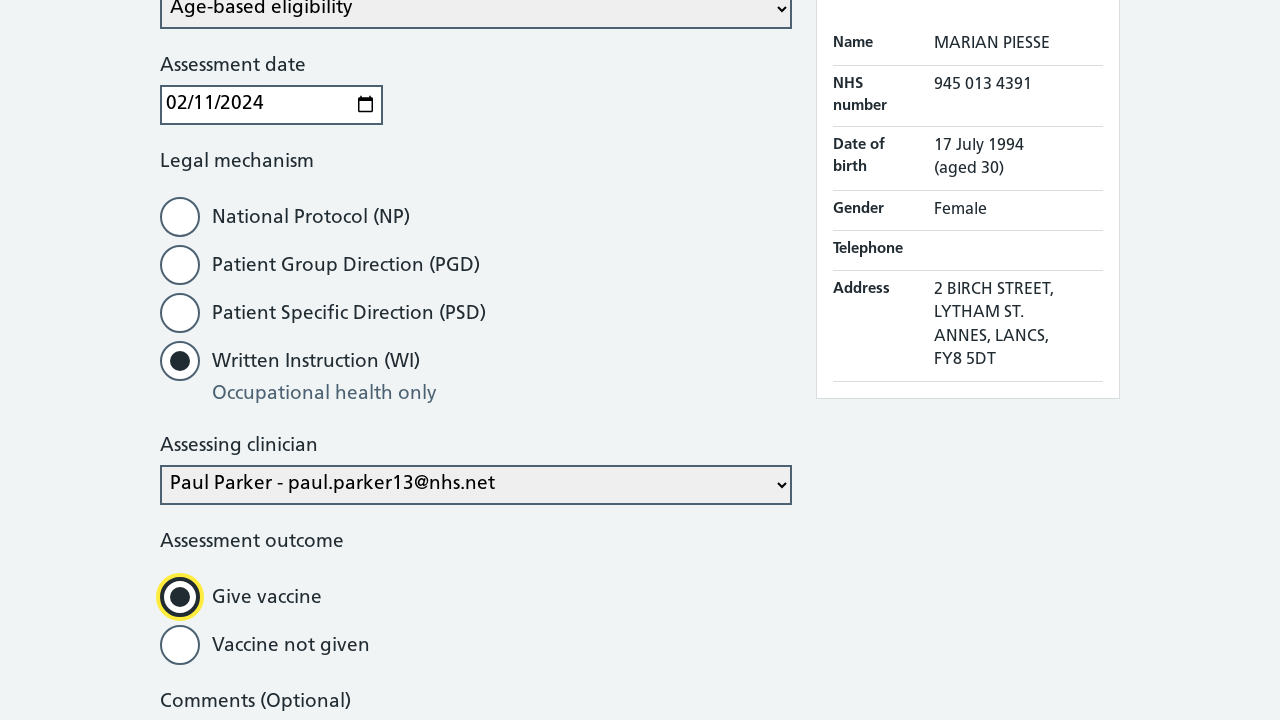 Age-based eligibility
Assessment date
02/11/2024
Legal mechanism
National Protocol (NP)
Patient Group Direction (PGD)
Patient Specific Direction (PSD)
Written Instruction (WI)
Occupational health only
Assessing clinician
Paul Parker - paul.parker13@nhs.net
Assessment outcome
Give vaccine
Vaccine not given
Comments (Optional)
Name MARIAN PIESSE
NHS number 945 013 4391
Date of birth 17 July 1994
(aged 30)
Gender Female
Telephone
Address 2 BIRCH STREET,
LYTHAM ST.
ANNES, LANCS,
FY8 5DT